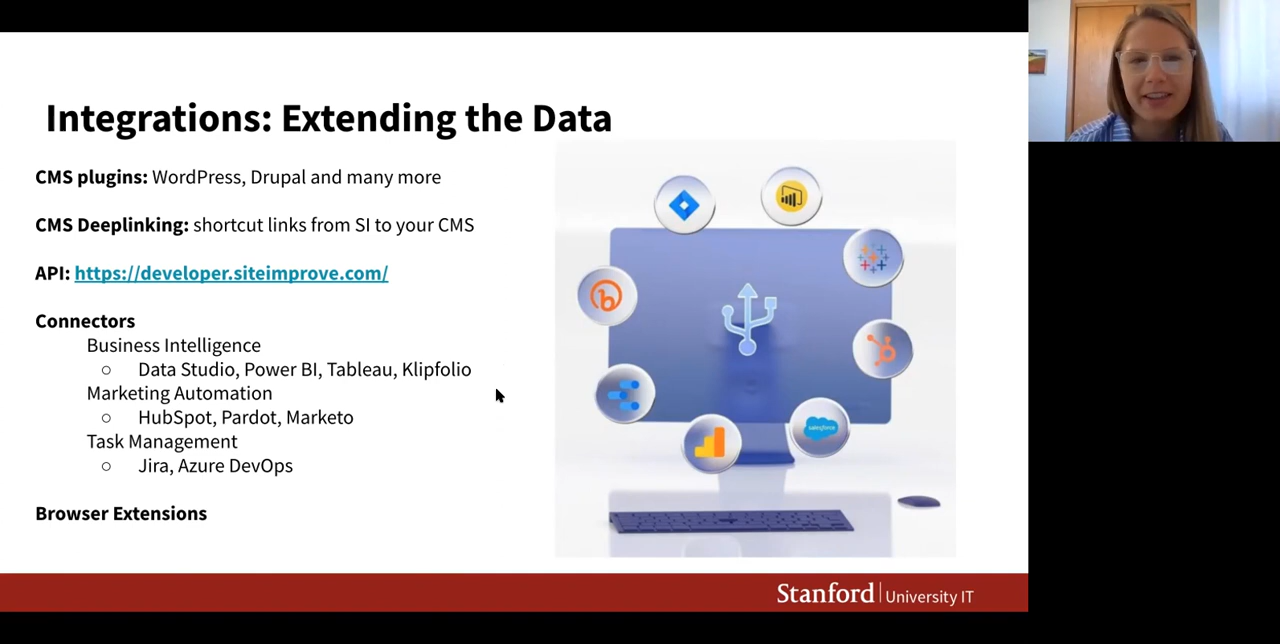 Integrations: Extending the Data
CMS plugins: WordPress, Drupal and many more
CMS Deeplinking: shortcut links from SI to your CMS
API: https://developer.siteimprove.com/
Connectors
Business Intelligence
○ Data Studio, Power BI, Tableau, Klipfolio
Marketing Automation
○ HubSpot, Pardot, Marketo
Task Management
○ Jira, Azure DevOps
Browser Extensions
salesforce
Stanford | University IT